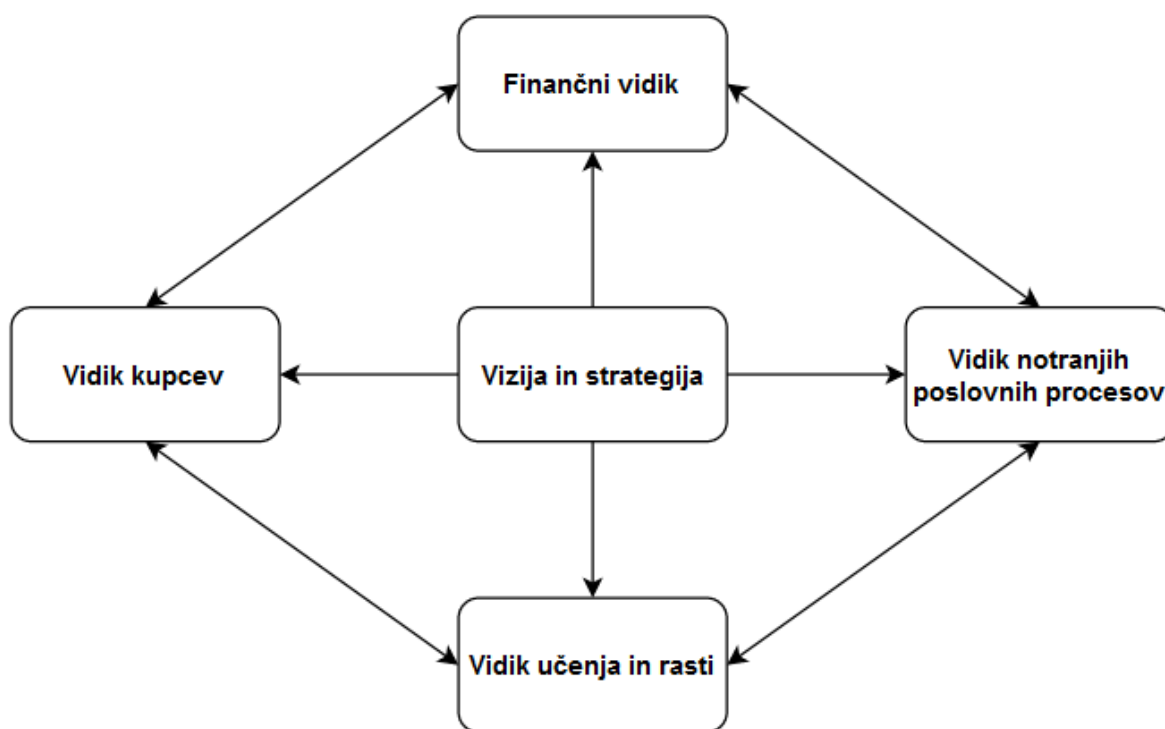 Finančni vidik
Vidik kupcev
Vizija in strategija
Vidik notranjih
poslovnih procesov
Vidik učenja in rasti